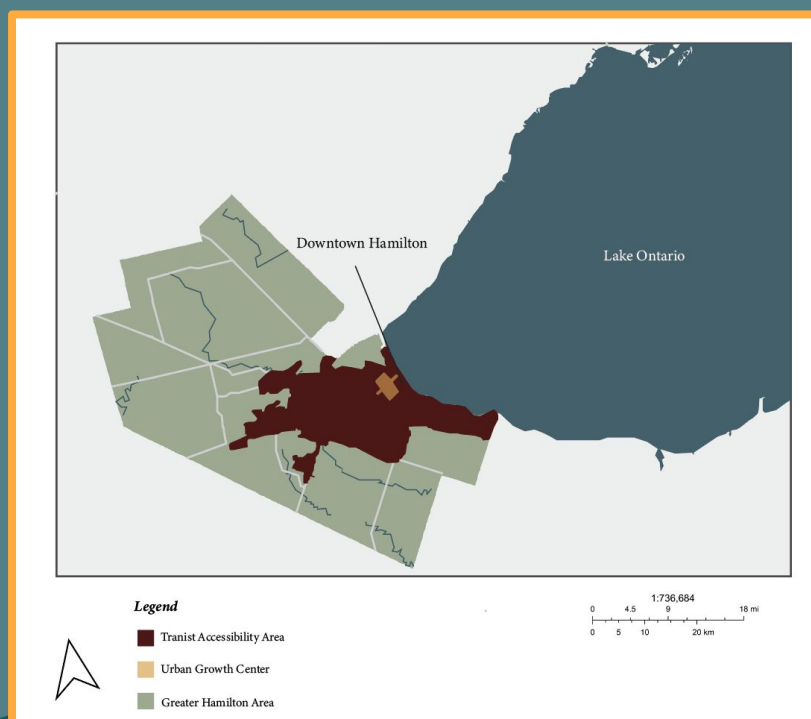 Downtown Hamilton
Lake Ontario
Legend
Tranist Accessibility Area
Urban Growth Center
Greater Hamilton Area
1:736,684
0 4.5 9 18 mi
0 5 10 20 km